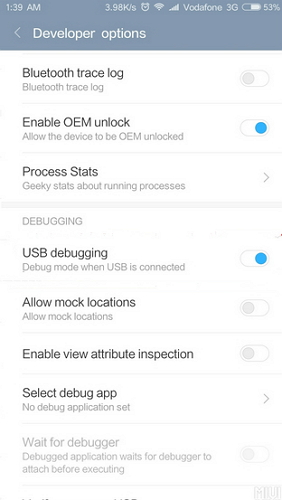 1:39 AM 3.98K/s Vodafone 3G 53%
Developer options
Bluetooth trace log
Bluetooth trace log
Enable OEM unlock
Allow the device to be OEM unlocked
Process Stats
Geeky stats about running processes
DEBUGGING
USB debugging
Debug mode when USB is connected
Allow mock locations
Allow mock locations
Enable view attribute inspection
Select debug app
No debug application set
Wait for debugger
Debugged application waits for debugger to
attach before executing
MIUI